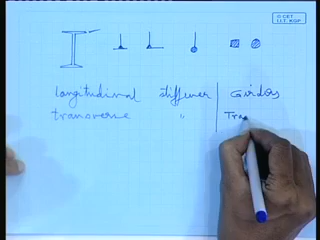 © CET
I.I.T. KGP
longitudinal stiffener Girders
transverse " Tra